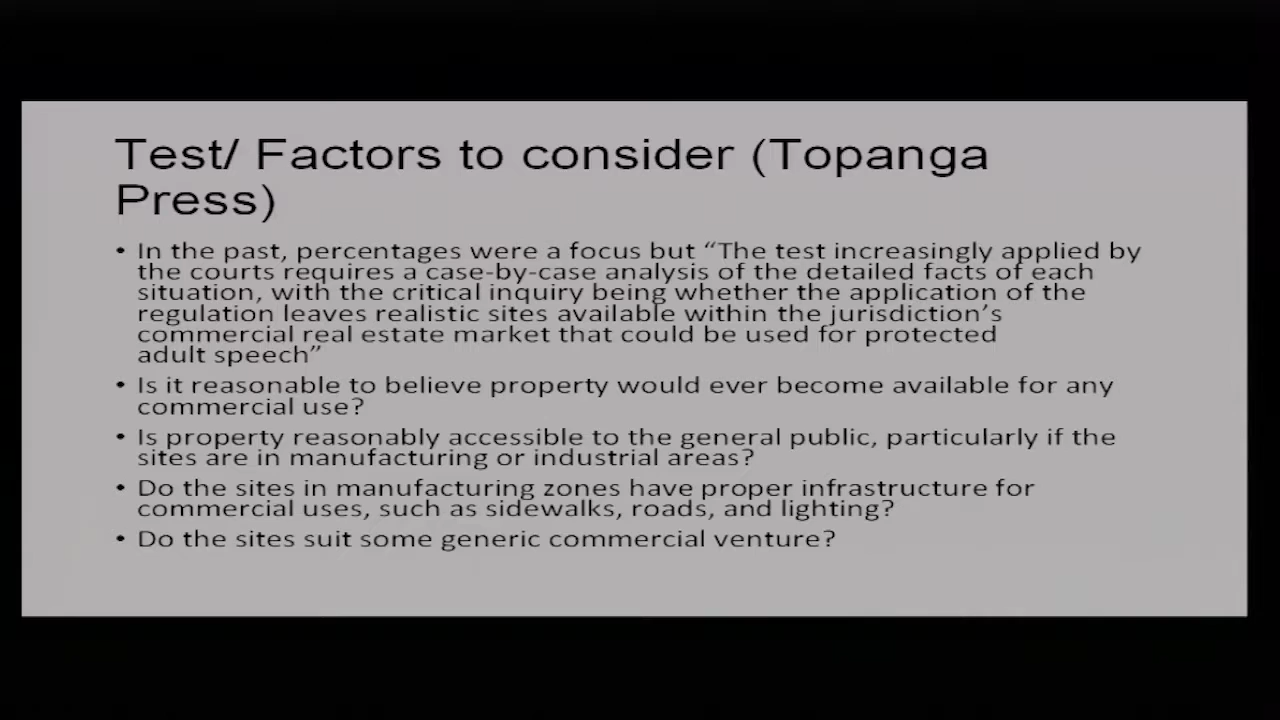 Test/ Factors to consider (Topanga
Press)
• In the past, percentages were a focus but “The test increasingly applied by
the courts requires a case-by-case analysis of the detailed facts of each
situation, with the critical inquiry being whether the application of the
regulation leaves realistic sites available within the jurisdiction’s
commercial real estate market that could be used for protected
adult speech”
• Is it reasonable to believe property would ever become available for any
commercial use?
• Is property reasonably accessible to the general public, particularly if the
sites are in manufacturing or industrial areas?
• Do the sites in manufacturing zones have proper infrastructure for
commercial uses, such as sidewalks, roads, and lighting?
• Do the sites suit some generic commercial venture?